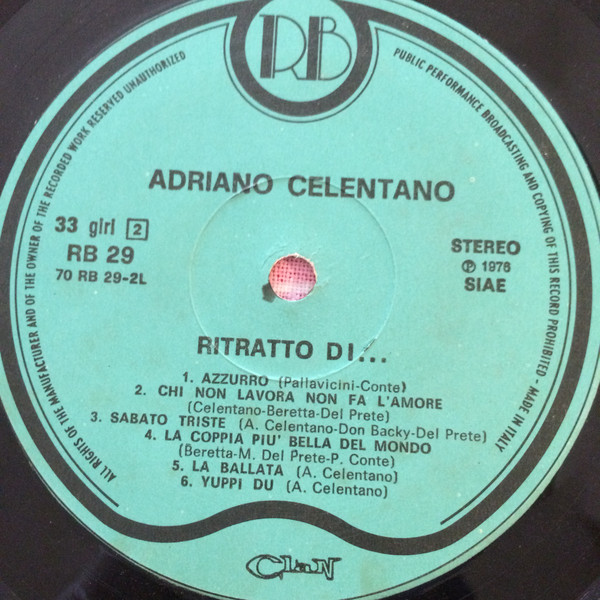 RB
ALL RIGHTS OF THE MANUFACTURER AND OF THE OWNER OF THE RECORDED WORK RESERVED UNAUTHORIZED
PUBLIC PERFORMANCE BROADCASTING AND COPYING OF THIS RECORD PROHIBITED - MADE IN ITALY
ADRIANO CELENTANO
33 giri 2
RB 29
70 RB 29-2L
STEREO
℗ 1976
SIAE
RITRATTO DI...
1. AZZURRO (Pallavicini-Conte)
2. CHI NON LAVORA NON FA L'AMORE
(Celentano-Beretta-Del Prete)
3. SABATO TRISTE (A. Celentano-Don Backy-Del Prete)
4. LA COPPIA PIU' BELLA DEL MONDO
(Beretta-M. Del Prete-P. Conte)
5. LA BALLATA (A. Celentano)
6. YUPPI DU (A. Celentano)
CLAN